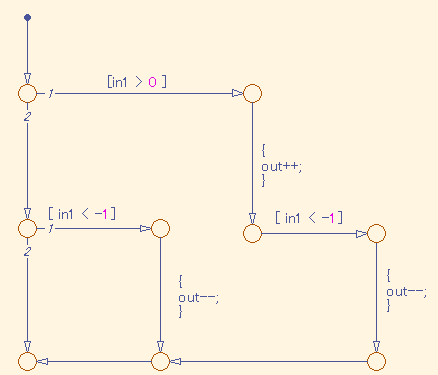 [in1 > 0 ]
1
2
{
out++;
}
[ in1 < -1]
1
2
[ in1 < -1]
{
out--;
}
{
out--;
}